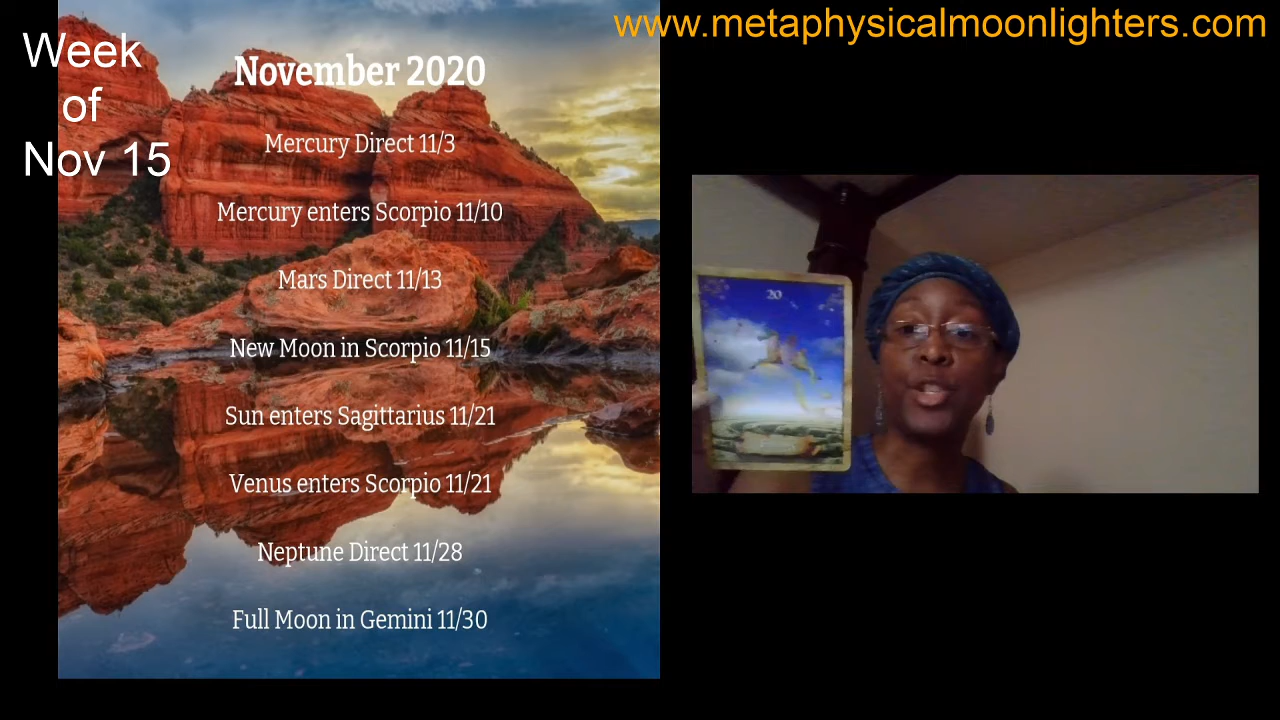 www.metaphysicalmoonlighters.com
Week
of
Nov 15
November 2020
Mercury Direct 11/3
Mercury enters Scorpio 11/10
Mars Direct 11/13
New Moon in Scorpio 11/15
Sun enters Sagittarius 11/21
Venus enters Scorpio 11/21
Neptune Direct 11/28
Full Moon in Gemini 11/30
20